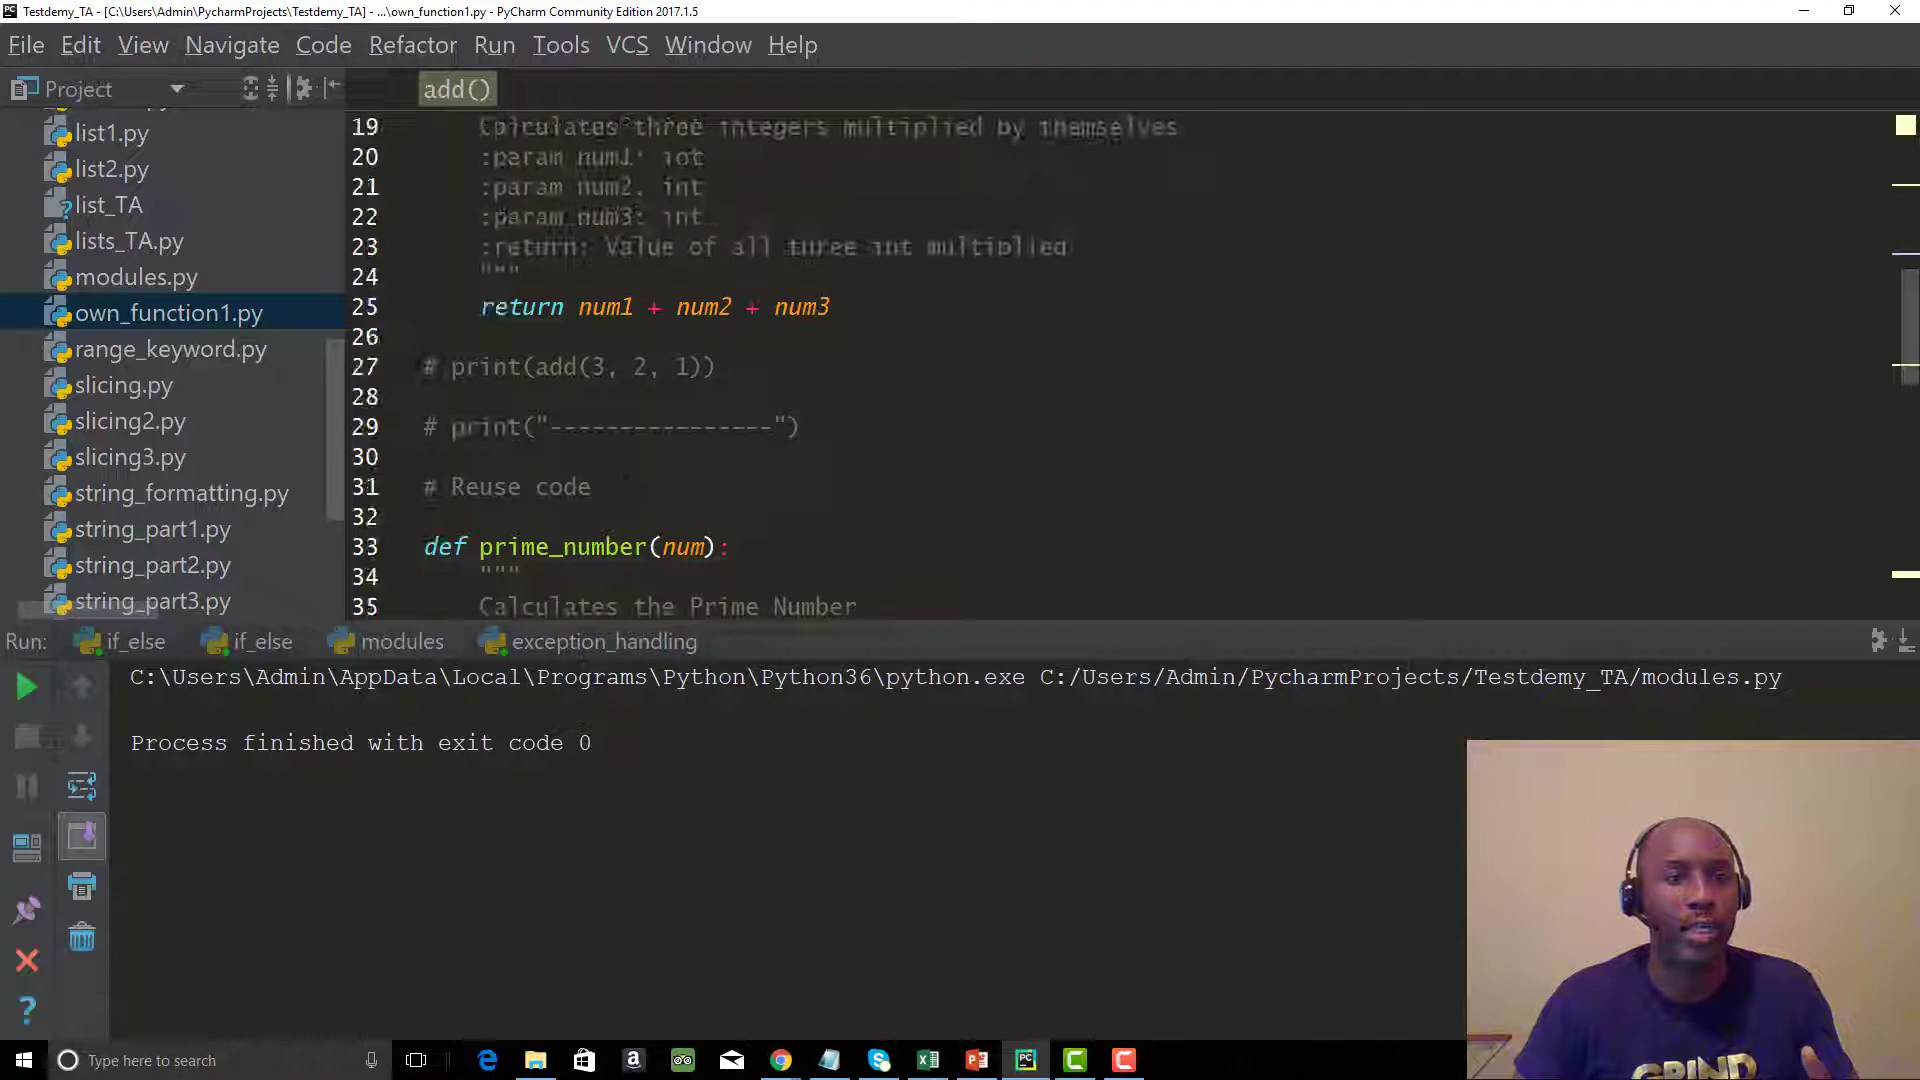 Testdemy_TA - [C:\Users\Admin\PycharmProjects\Testdemy_TA] - ...\own_function1.py - PyCharm Community Edition 2017.1.5
File Edit View Navigate Code Refactor Run Tools VCS Window Help
Project
add()
list1.py
list2.py
list_TA
lists_TA.py
modules.py
own_function1.py
range_keyword.py
slicing.py
slicing2.py
slicing3.py
string_formatting.py
string_part1.py
string_part2.py
string_part3.py
19 three integers multiplied by themselves
20 :param num1: int
21 :param num2: int
22 :param num3: int
23 :return: Value of all three int multiplied
24 """
25 return num1 + num2 + num3
26
27 # print(add(3, 2, 1))
28
29 # print("----------------")
30
31 # Reuse code
32
33 def prime_number(num):
34 """
35 Calculates the Prime Number
Run: if_else if_else modules exception_handling
C:\Users\Admin\AppData\Local\Programs\Python\Python36\python.exe C:/Users/Admin/PycharmProjects/Testdemy_TA/modules.py
Process finished with exit code 0
GRIND
Type here to search